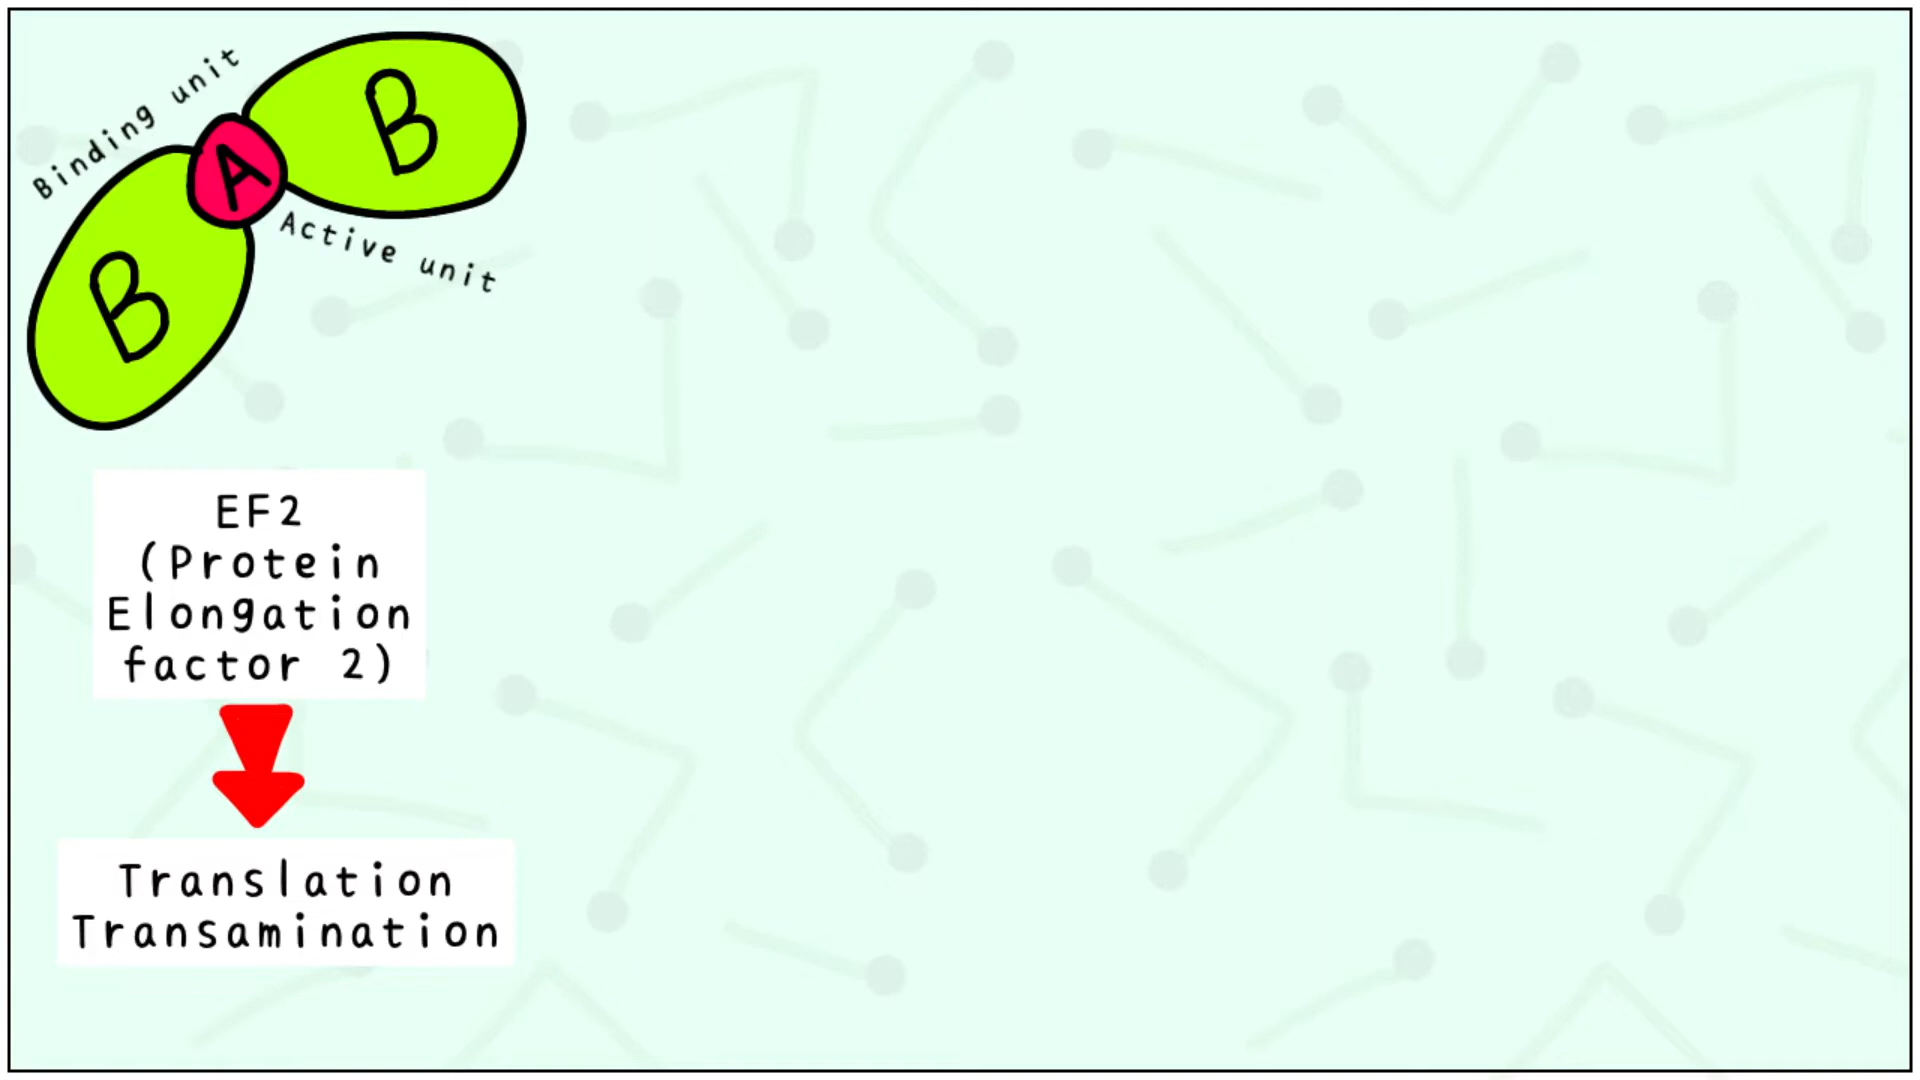 Binding unit
B
A
B
Active unit
EF2
(Protein
Elongation
factor 2)
Translation
Transamination